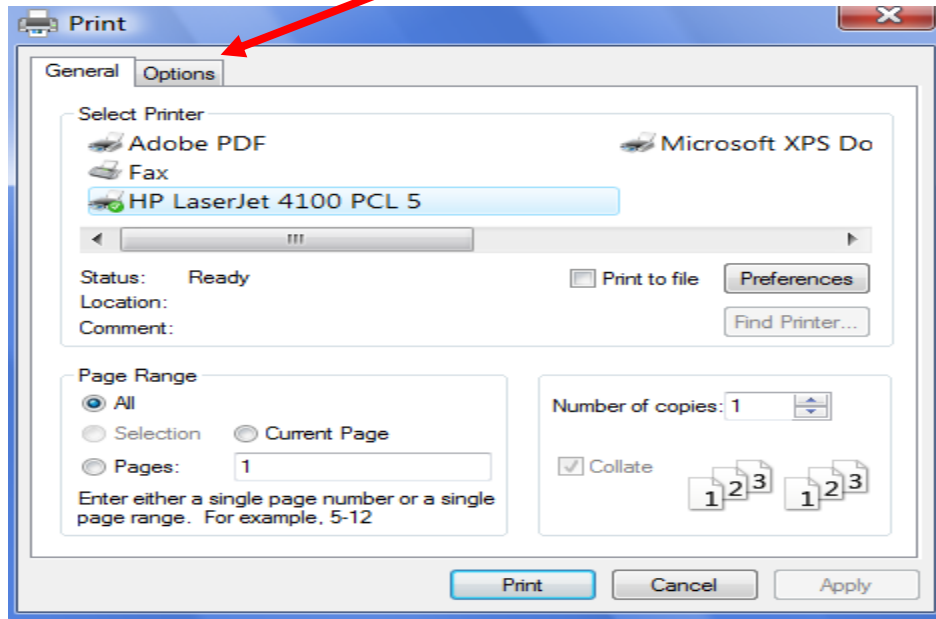 Print
General Options
Select Printer
Adobe PDF Microsoft XPS Do
Fax
HP LaserJet 4100 PCL 5
Status: Ready Print to file Preferences
Location:
Comment: Find Printer...
Page Range
All
Selection Current Page
Pages: 1
Enter either a single page number or a single
page range. For example, 5-12
Number of copies: 1
Collate
1 2 3 1 2 3
Print Cancel Apply